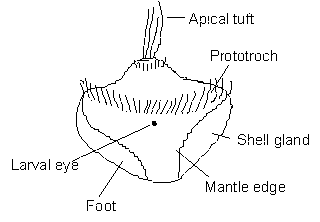 Apical tuft
Prototroch
Shell gland
Larval eye
Mantle edge
Foot